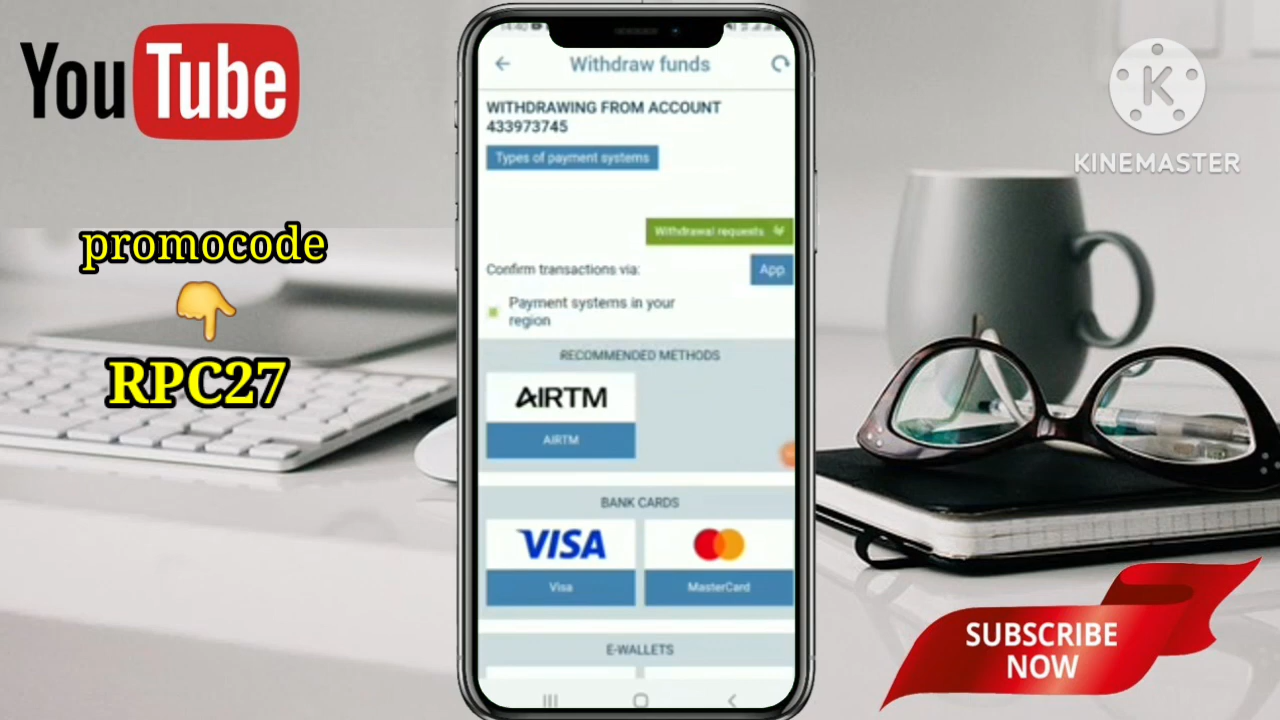 YouTube
promocode
RPC27
Withdraw funds
WITHDRAWING FROM ACCOUNT
433973745
Types of payment systems
Withdrawal requests
Confirm transactions via:
App
Payment systems in your
region
RECOMMENDED METHODS
AIRTM
AIRTM
BANK CARDS
VISA
Visa
MasterCard
E-WALLETS
K
KINEMASTER
SUBSCRIBE
NOW